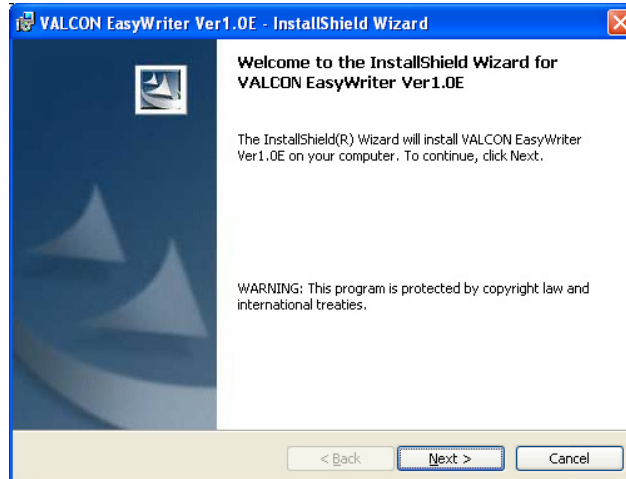 VALCON EasyWriter Ver1.0E - InstallShield Wizard
Welcome to the InstallShield Wizard for
VALCON EasyWriter Ver1.0E
The InstallShield(R) Wizard will install VALCON EasyWriter
Ver1.0E on your computer. To continue, click Next.
WARNING: This program is protected by copyright law and
international treaties.
< Back
Next >
Cancel